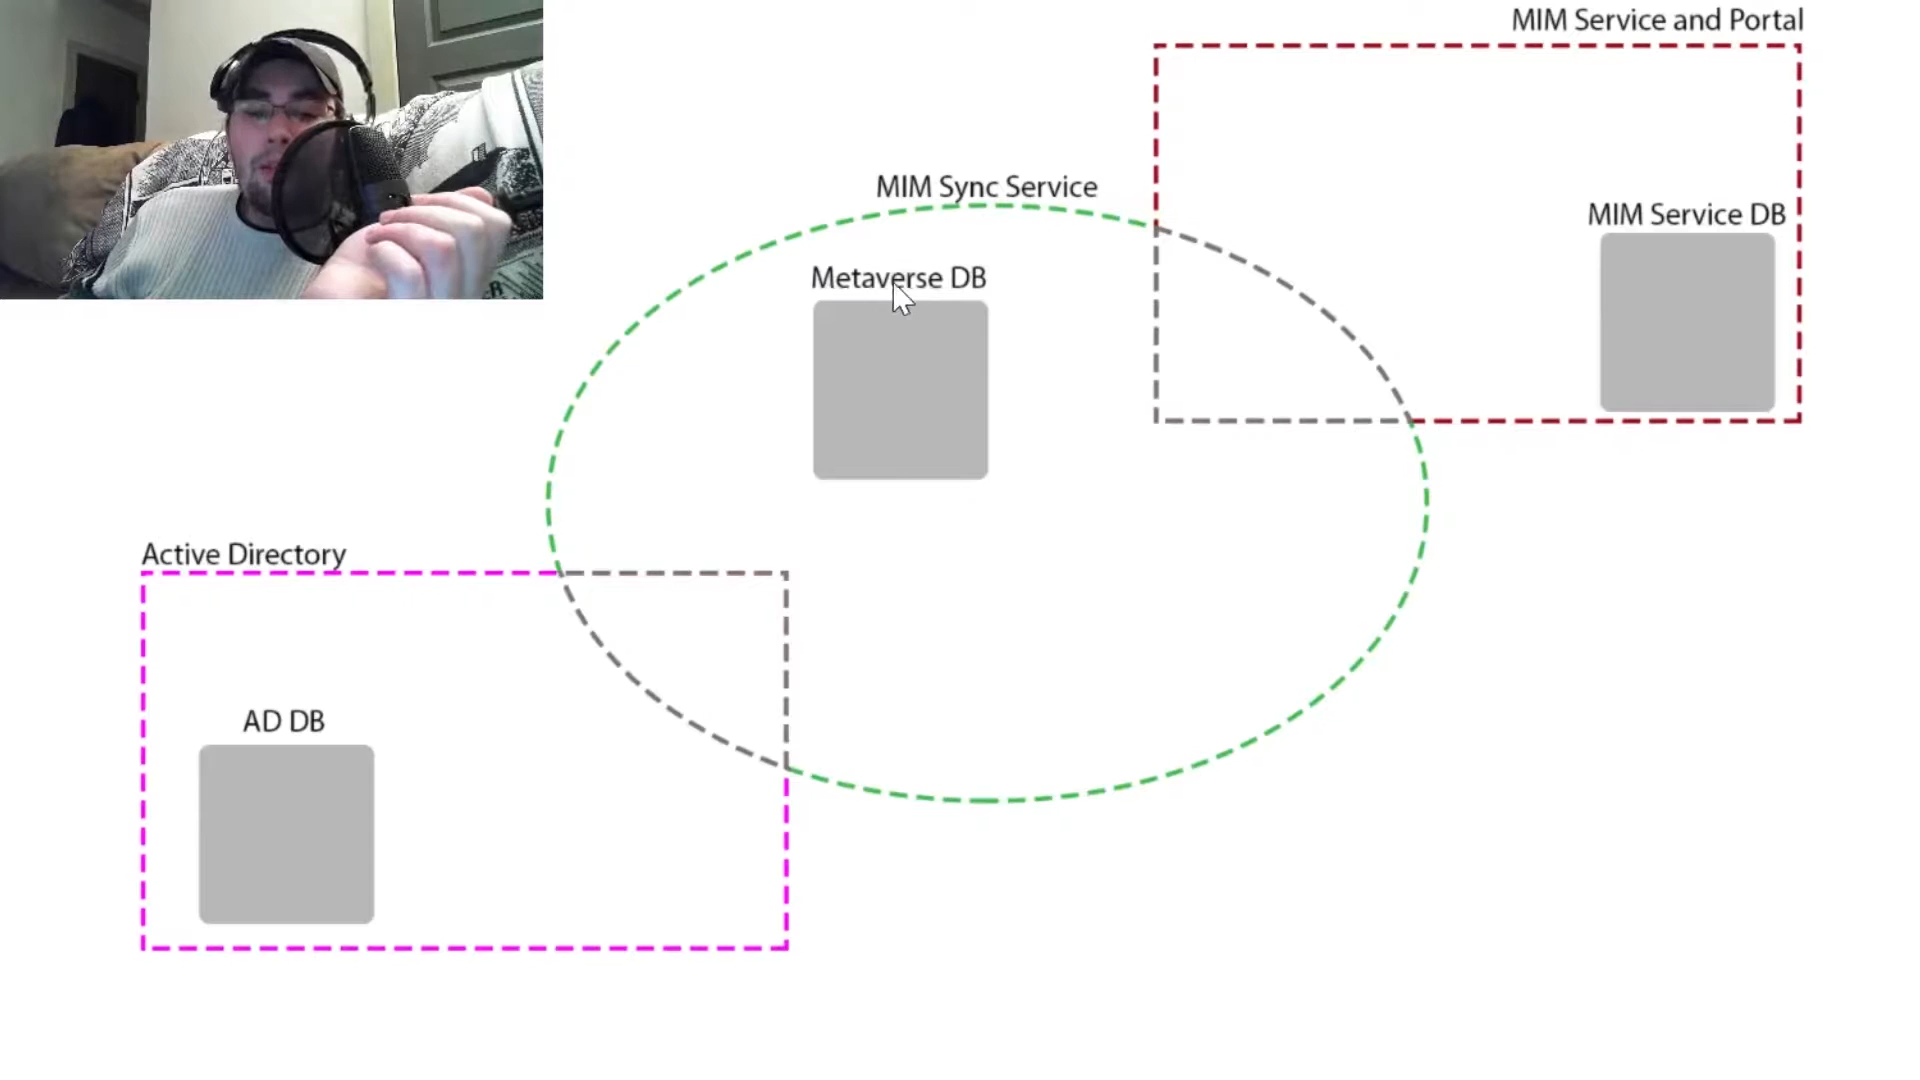 MIM Service and Portal
MIM Sync Service
MIM Service DB
Metaverse DB
Active Directory
AD DB